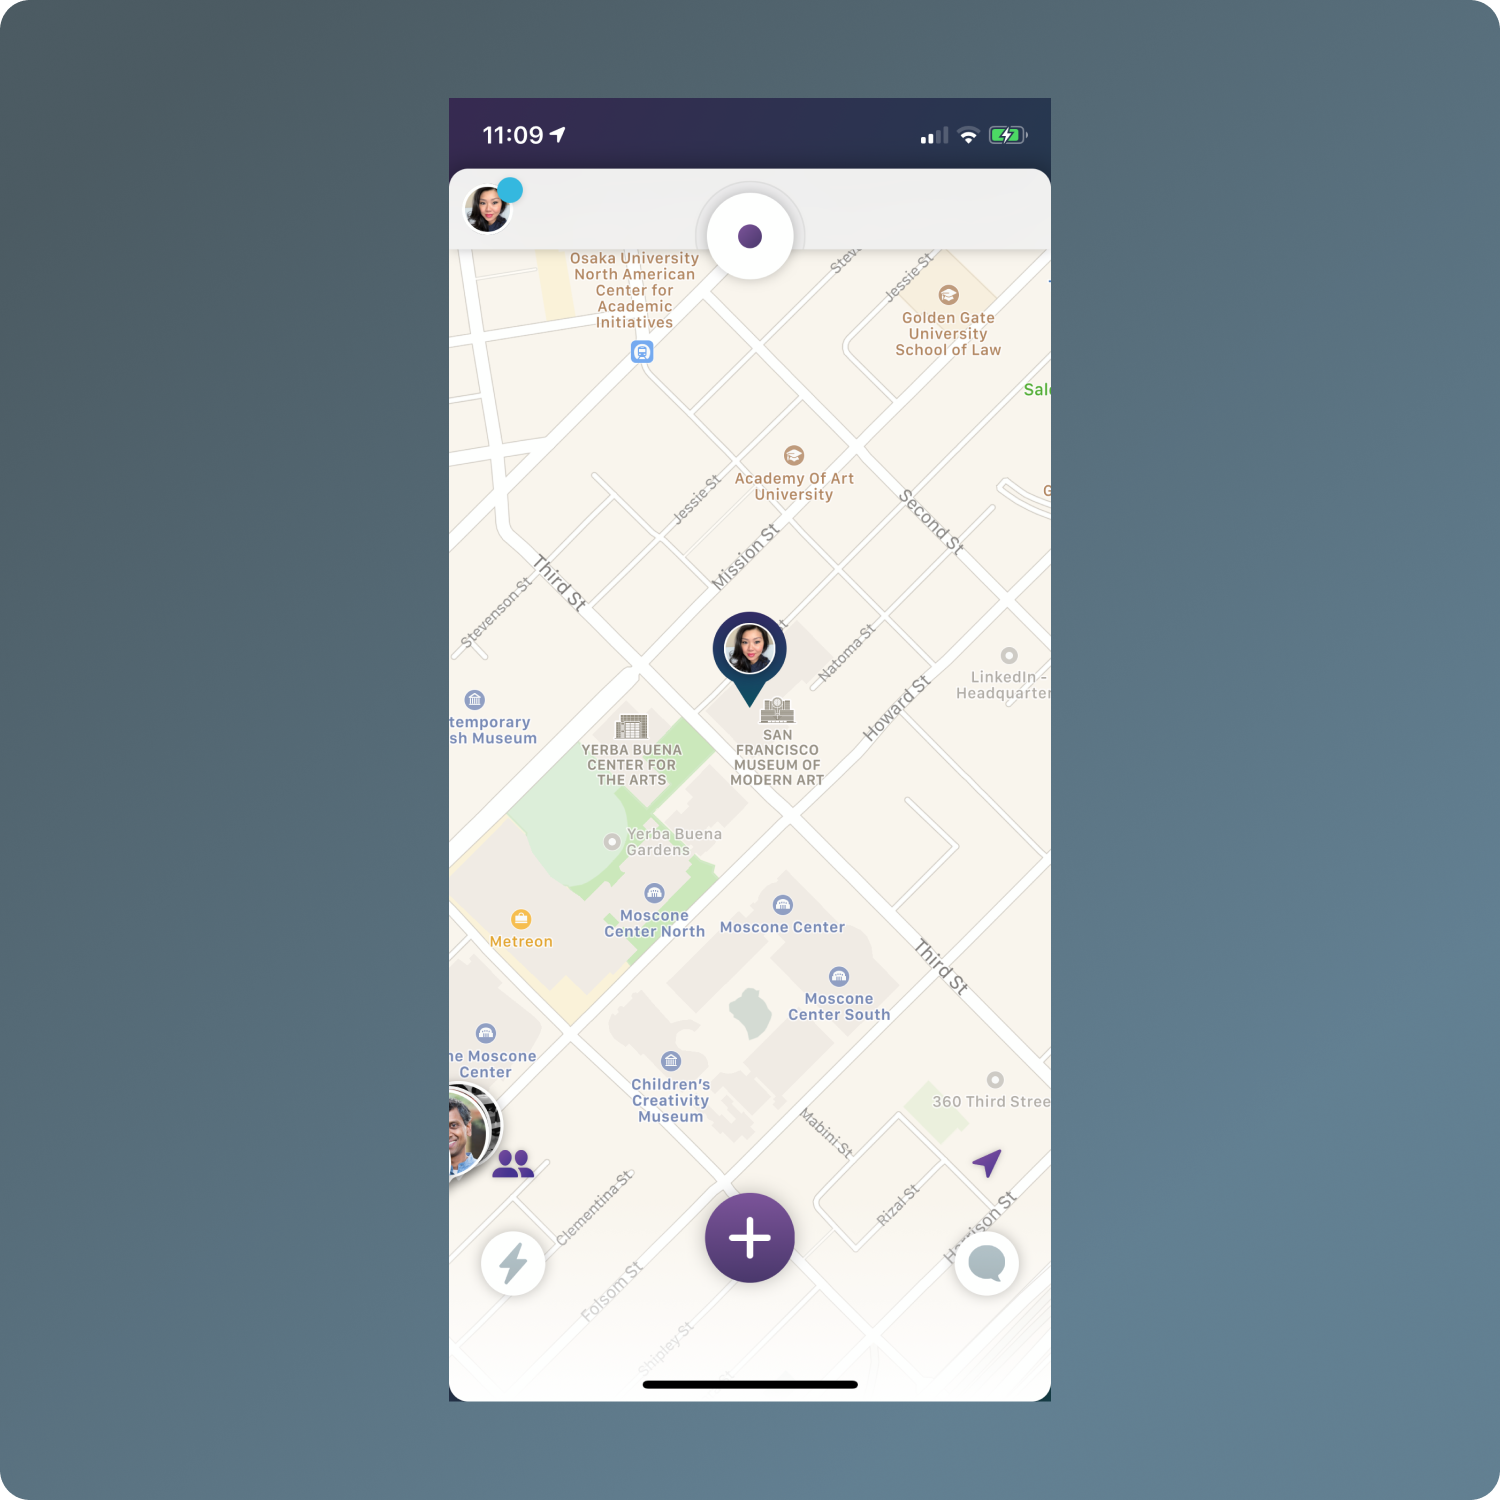 11:09
Osaka University
North American
Center for
Academic
Initiatives
Jessie St
Golden Gate
University
School of Law
Academy Of Art
University
Jessie St
Second St
Mission St
Third St
Stevenson St
Natoma St
LinkedIn -
Howard St
temporary
sh Museum
YERBA BUENA
CENTER FOR
THE ARTS
SAN
FRANCISCO
MUSEUM OF
MODERN ART
Yerba Buena
Gardens
Moscone
Center North
Moscone Center
Metreon
Third St
Moscone
Center South
ne Moscone
Center
Children's
Creativity
Museum
360 Third Stree
Mabini St
Clementina St
Rizal St
Harrison St
Folsom St
Shipley St